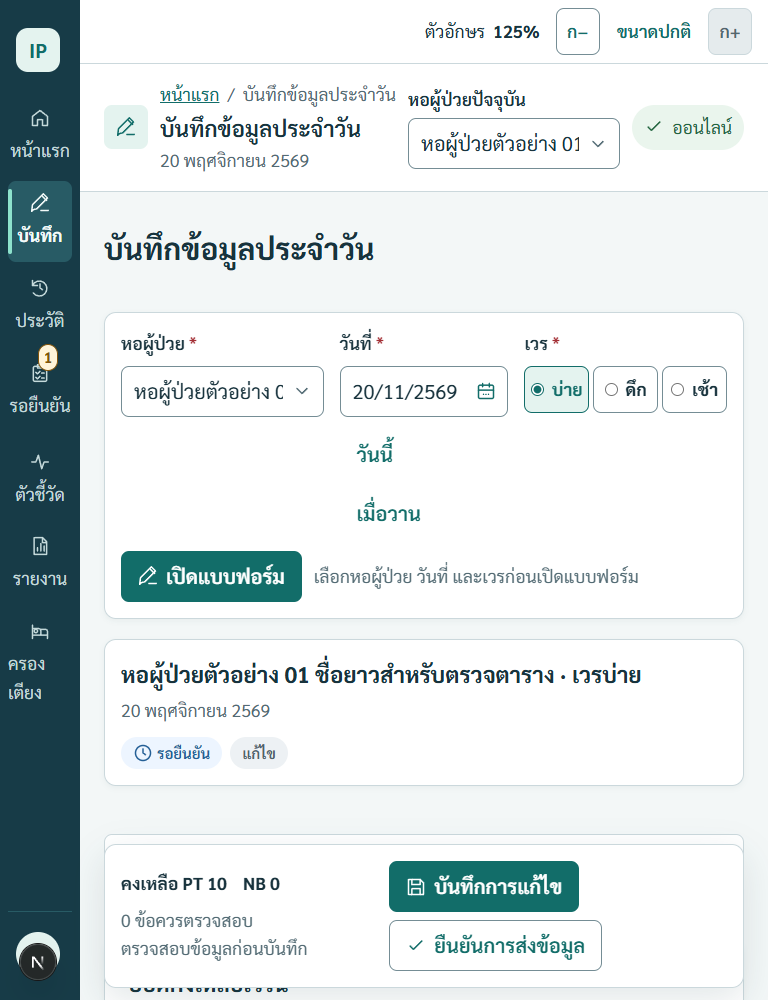 IP
หน้าแรก
บันทึก
ประวัติ
1
รอยืนยัน
ตัวชี้วัด
รายงาน
ครอง
เตียง
N
ตัวอักษร 125% ก− ขนาดปกติ ก+
หน้าแรก / บันทึกข้อมูลประจำวัน
บันทึกข้อมูลประจำวัน
20 พฤศจิกายน 2569
หอผู้ป่วยปัจจุบัน
หอผู้ป่วยตัวอย่าง 01
ออนไลน์
บันทึกข้อมูลประจำวัน
หอผู้ป่วย * วันที่ * เวร *
หอผู้ป่วยตัวอย่าง 20/11/2569 บ่าย ดึก เช้า
วันนี้
เมื่อวาน
เปิดแบบฟอร์ม เลือกหอผู้ป่วย วันที่ และเวรก่อนเปิดแบบฟอร์ม
หอผู้ป่วยตัวอย่าง 01 ชื่อยาวสำหรับตรวจตาราง · เวรบ่าย
20 พฤศจิกายน 2569
รอยืนยัน แก้ไข
คงเหลือ PT 10 NB 0
0 ข้อควรตรวจสอบ
ตรวจสอบข้อมูลก่อนบันทึก
บันทึกการแก้ไข
ยืนยันการส่งข้อมูล